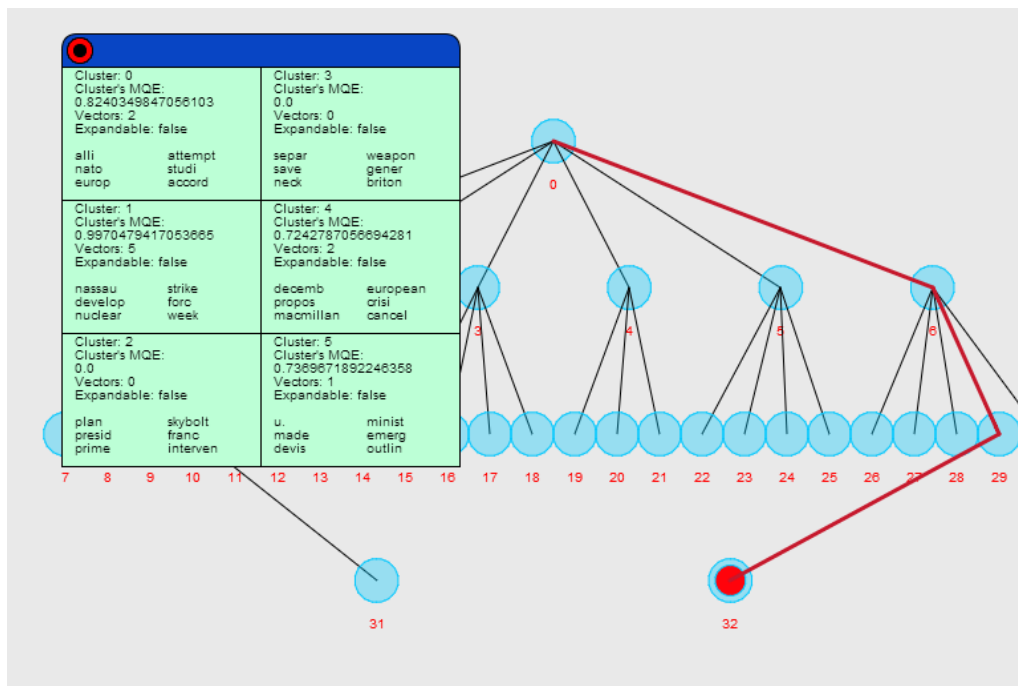 Cluster: 0
Cluster's MQE:
0.8240349847056103
Vectors: 2
Expandable: false
alli attempt
nato studi
europ accord
Cluster: 3
Cluster's MQE:
0.0
Vectors: 0
Expandable: false
separ weapon
save gener
neck briton
Cluster: 1
Cluster's MQE:
0.9970479417053665
Vectors: 5
Expandable: false
nassau strike
develop forc
nuclear week
Cluster: 4
Cluster's MQE:
0.7242787056694281
Vectors: 2
Expandable: false
decemb european
propos crisi
macmillan cancel
Cluster: 2
Cluster's MQE:
0.0
Vectors: 0
Expandable: false
plan skybolt
presid franc
prime interven
Cluster: 5
Cluster's MQE:
0.7369671892246358
Vectors: 1
Expandable: false
u. minist
made emerg
devis outlin
0
3 4 5 6
7 8 9 10 11 12 13 14 15 16 17 18 19 20 21 22 23 24 25 26 27 28 29
31 32